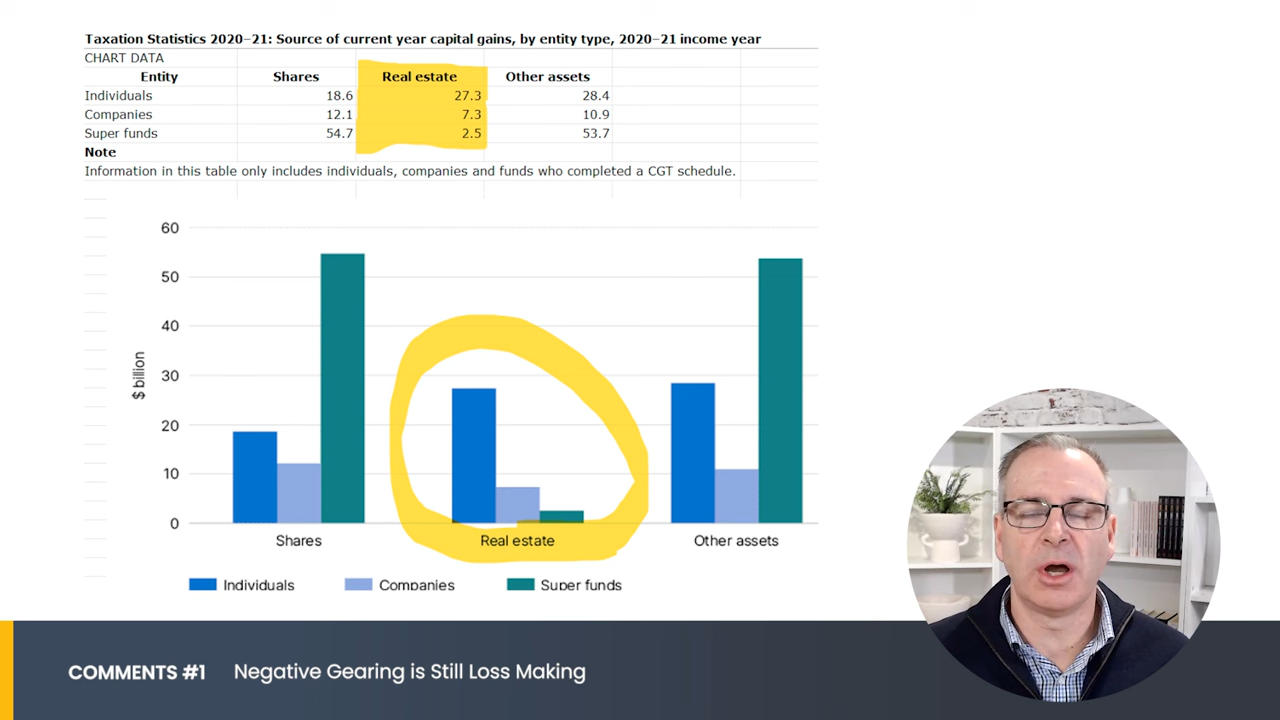 Taxation Statistics 2020–21: Source of current year capital gains, by entity type, 2020–21 income year
CHART DATA
Entity Shares Real estate Other assets
Individuals 18.6 27.3 28.4
Companies 12.1 7.3 10.9
Super funds 54.7 2.5 53.7
Note
Information in this table only includes individuals, companies and funds who completed a CGT schedule.
60
50
40
30
20
10
0
$ billion
Shares Real estate Other assets
Individuals Companies Super funds
COMMENTS #1 Negative Gearing is Still Loss Making